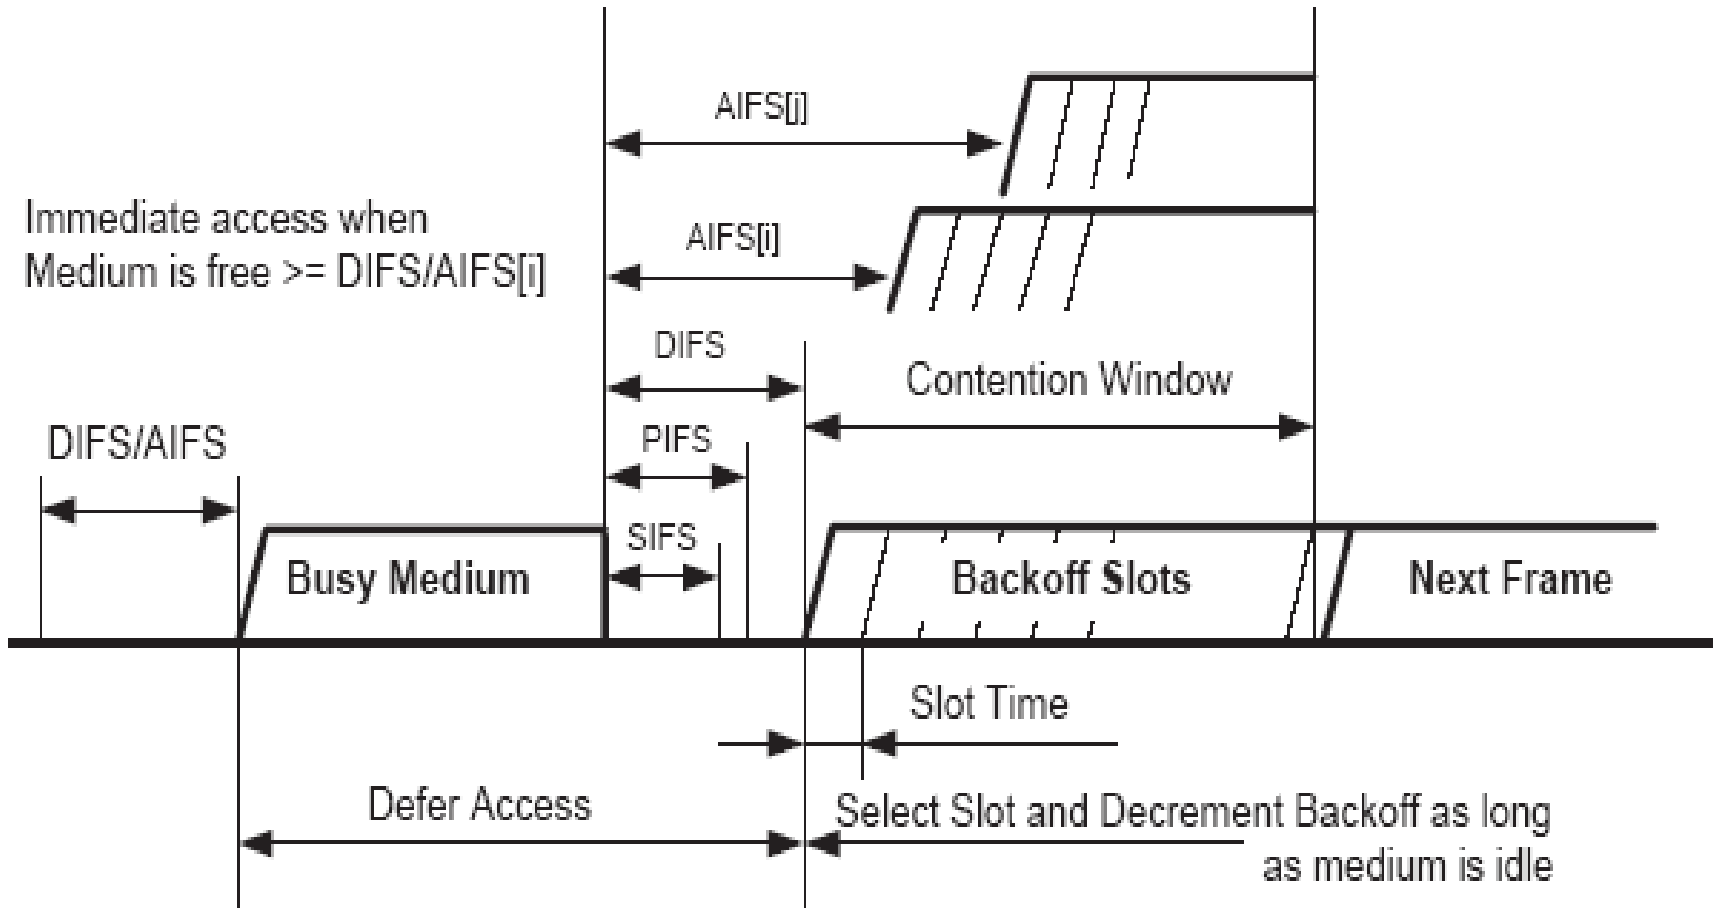 AIFS[j]
Immediate access when
Medium is free >= DIFS/AIFS[i]
AIFS[i]
DIFS
Contention Window
DIFS/AIFS
PIFS
SIFS
Busy Medium
Backoff Slots
Next Frame
Slot Time
Defer Access
Select Slot and Decrement Backoff as long
as medium is idle